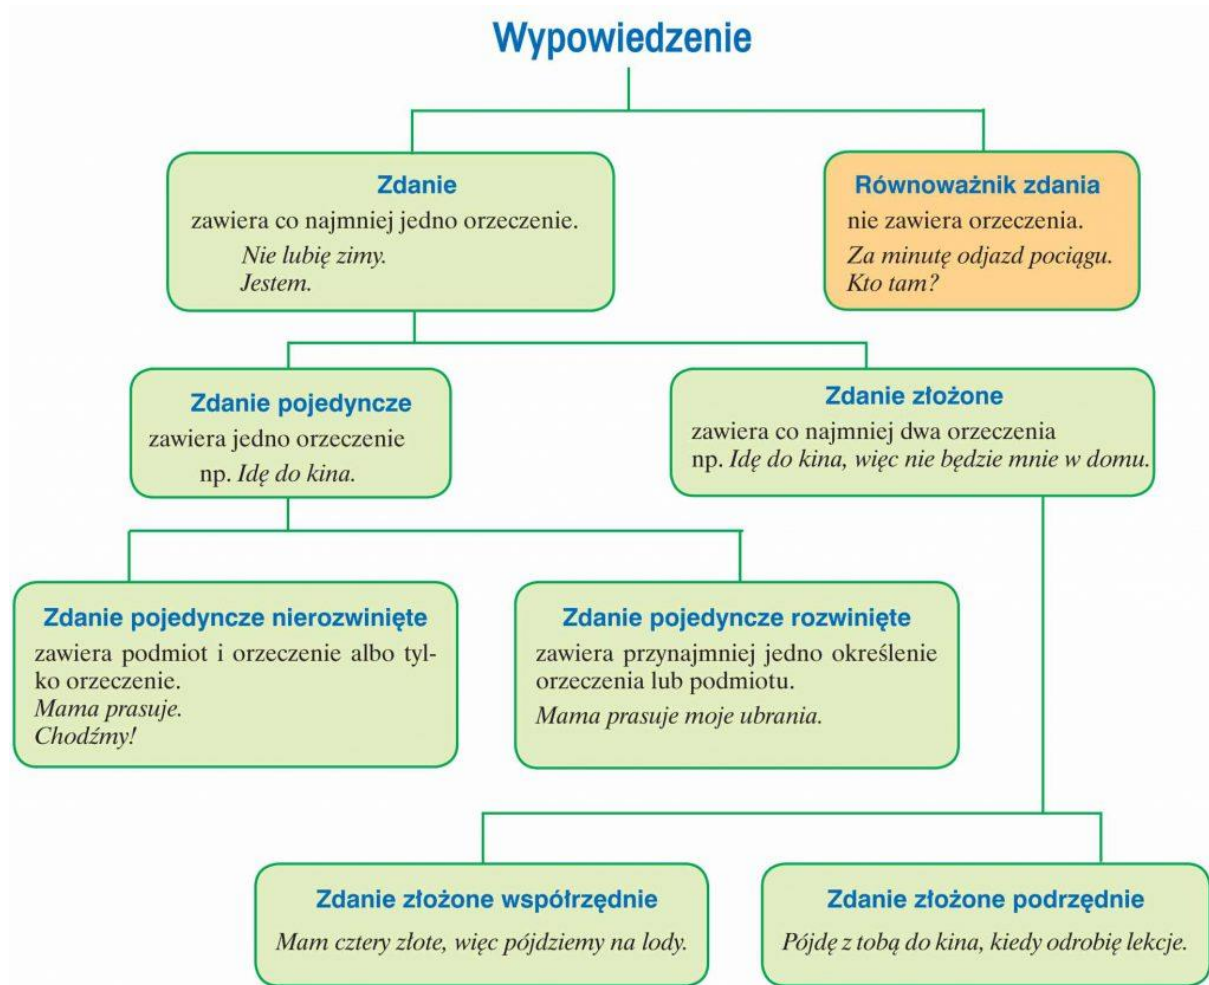 Wypowiedzenie
Zdanie
zawiera co najmniej jedno orzeczenie.
Nie lubię zimy.
Jestem.
Równoważnik zdania
nie zawiera orzeczenia.
Za minutę odjazd pociągu.
Kto tam?
Zdanie pojedyncze
zawiera jedno orzeczenie
np. Idę do kina.
Zdanie złożone
zawiera co najmniej dwa orzeczenia
np. Idę do kina, więc nie będzie mnie w domu.
Zdanie pojedyncze nierozwinięte
zawiera podmiot i orzeczenie albo tyl-
ko orzeczenie.
Mama prasuje.
Chodźmy!
Zdanie pojedyncze rozwinięte
zawiera przynajmniej jedno określenie
orzeczenia lub podmiotu.
Mama prasuje moje ubrania.
Zdanie złożone współrzędnie
Mam cztery złote, więc pójdziemy na lody.
Zdanie złożone podrzędnie
Pójdę z tobą do kina, kiedy odrobię lekcje.